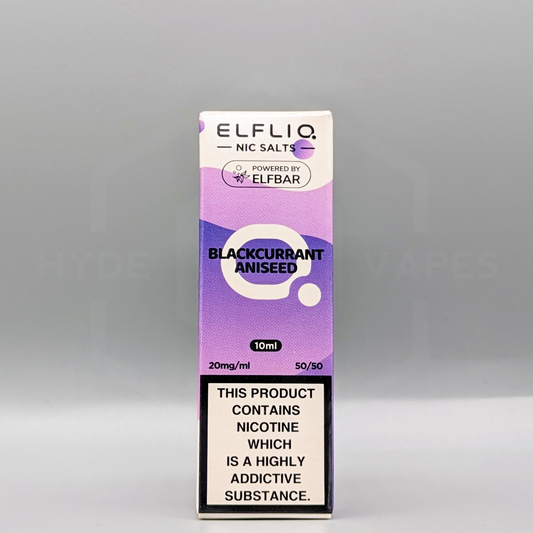 ELFLIQ
NIC SALTS
POWERED BY
ELFBAR
BLACKCURRANT
ANISEED
10ml
20mg/ml 50/50
THIS PRODUCT
CONTAINS
NICOTINE
WHICH
IS A HIGHLY
ADDICTIVE
SUBSTANCE.